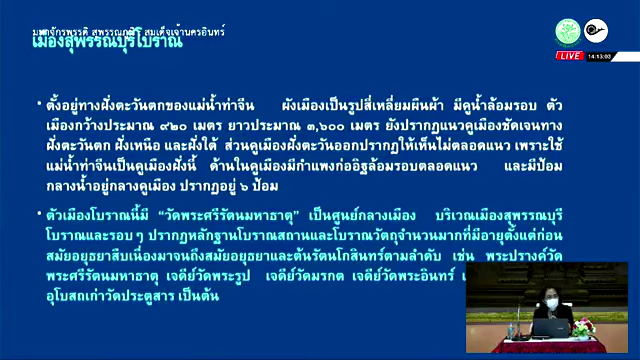 มหาจักรพรรดิ สุพรรณภูมิ สมเด็จเจ้านครอินทร์
เมืองสุพรรณบุรีโบราณ
LIVE 14:13:03
• ตั้งอยู่ทางฝั่งตะวันตกของแม่น้ำท่าจีน ผังเมืองเป็นรูปสี่เหลี่ยมผืนผ้า มีคูน้ำล้อมรอบ ตัว
เมืองกว้างประมาณ ๙๒๐ เมตร ยาวประมาณ ๓,๖๐๐ เมตร ยังปรากฏแนวคูเมืองชัดเจนทาง
ฝั่งตะวันตก ฝั่งเหนือ และฝั่งใต้ ส่วนคูเมืองฝั่งตะวันออกปรากฏให้เห็นไม่ตลอดแนว เพราะใช้
แม่น้ำท่าจีนเป็นคูเมืองฝั่งนี้ ด้านในคูเมืองมีกำแพงก่ออิฐล้อมรอบตลอดแนว และมีป้อม
กลางน้ำอยู่กลางคูเมือง ปรากฏอยู่ ๖ ป้อม
• ตัวเมืองโบราณนี้มี “วัดพระศรีรัตนมหาธาตุ” เป็นศูนย์กลางเมือง บริเวณเมืองสุพรรณบุรี
โบราณและรอบๆ ปรากฏหลักฐานโบราณสถานและโบราณวัตถุจำนวนมากที่มีอายุตั้งแต่ก่อน
สมัยอยุธยาสืบเนื่องมาจนถึงสมัยอยุธยาและต้นรัตนโกสินทร์ตามลำดับ เช่น พระปรางค์วัด
พระศรีรัตนมหาธาตุ เจดีย์วัดพระรูป เจดีย์วัดมรกต เจดีย์วัดพระอินทร์
อุโบสถเก่าวัดประตูสาร เป็นต้น